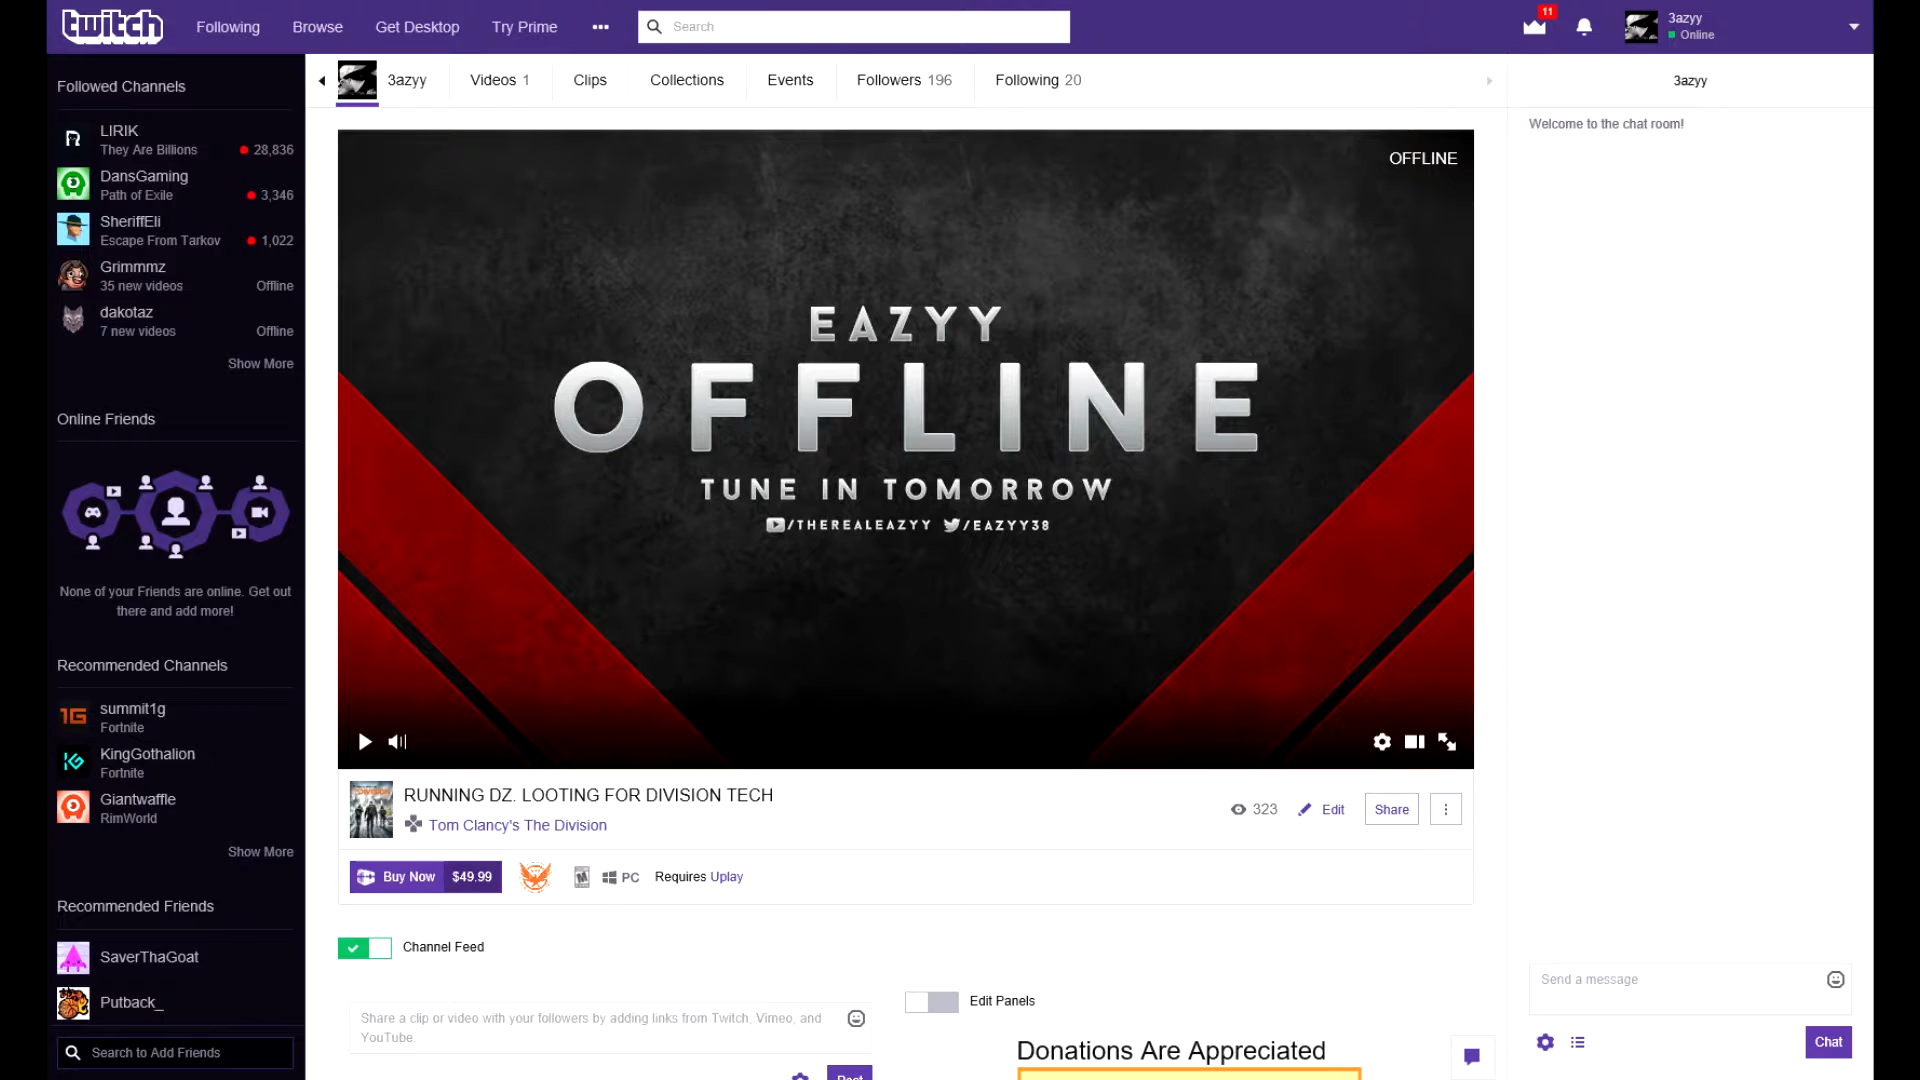 twitch
Following
Browse
Get Desktop
Try Prime
Search
11
3azyy
Online
Followed Channels
LIRIK
They Are Billions
28,836
DansGaming
Path of Exile
3,346
SheriffEli
Escape From Tarkov
1,022
Grimmmz
35 new videos
Offline
dakotaz
7 new videos
Offline
Show More
Online Friends
None of your Friends are online. Get out
there and add more!
Recommended Channels
summit1g
Fortnite
KingGothalion
Fortnite
Giantwaffle
RimWorld
Show More
Recommended Friends
SaverThaGoat
Putback_
Search to Add Friends
3azyy
Videos 1
Clips
Collections
Events
Followers 196
Following 20
OFFLINE
EAZYY
OFFLINE
TUNE IN TOMORROW
/THEREALEAZYY /EAZYY38
RUNNING DZ. LOOTING FOR DIVISION TECH
Tom Clancy's The Division
323
Edit
Share
Buy Now $49.99
PC
Requires Uplay
Channel Feed
Share a clip or video with your followers by adding links from Twitch, Vimeo, and
YouTube.
Post
Edit Panels
Donations Are Appreciated
3azyy
Welcome to the chat room!
Send a message
Chat